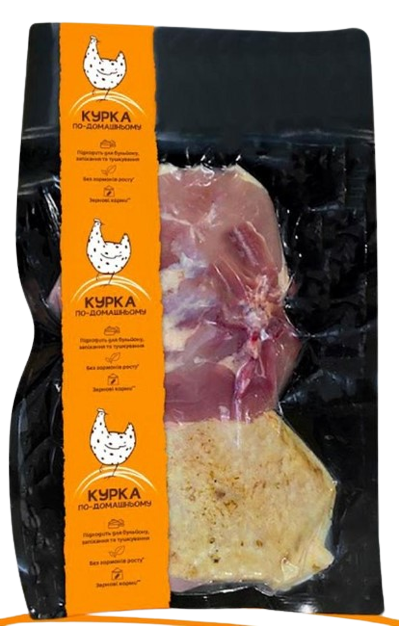 КУРКА
ПО-ДОМАШНЬОМУ
Підходить для бульйону,
запікання та тушкування
Без гормонів росту*
Зернові корми**
КУРКА
ПО-ДОМАШНЬОМУ
Підходить для бульйону,
запікання та тушкування
Без гормонів росту*
Зернові корми**
КУРКА
ПО-ДОМАШНЬОМУ
Підходить для бульйону,
запікання та тушкування
Без гормонів росту*
Зернові корми**